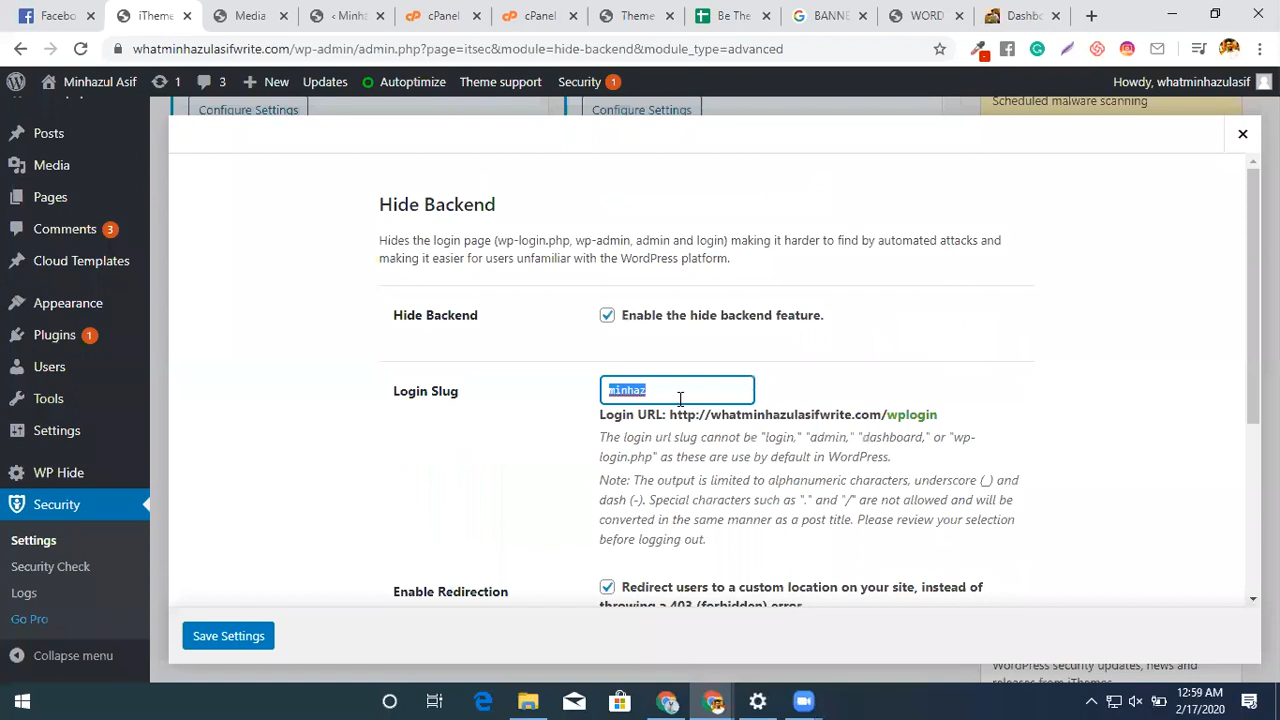 Faceboo
iTheme
Media
‹ Minha
cPanel
cPanel
Theme
Be The
BANNE
WORD
Dashbo
whatminhazulasifwrite.com/wp-admin/admin.php?page=itsec&module=hide-backend&module_type=advanced
Minhazul Asif
1
3
New
Updates
Autoptimize
Theme support
Security 1
Howdy, whatminhazulasif
Configure Settings
Configure Settings
Scheduled malware scanning
Posts
Media
Pages
Comments 3
Cloud Templates
Appearance
Plugins 1
Users
Tools
Settings
WP Hide
Security
Settings
Security Check
Logs
Go Pro
Collapse menu
Hide Backend
Hides the login page (wp-login.php, wp-admin, admin and login) making it harder to find by automated attacks and
making it easier for users unfamiliar with the WordPress platform.
Hide Backend
Enable the hide backend feature.
Login Slug
minhaz
Login URL: http://whatminhazulasifwrite.com/wplogin
The login url slug cannot be "login," "admin," "dashboard," or "wp-
login.php" as these are use by default in WordPress.
Note: The output is limited to alphanumeric characters, underscore (_) and
dash (-). Special characters such as "." and "/" are not allowed and will be
converted in the same manner as a post title. Please review your selection
before logging out.
Enable Redirection
Redirect users to a custom location on your site, instead of
throwing a 403 (forbidden) error.
Save Settings
WordPress security updates, news and
releases from iThemes
12:59 AM
2/17/2020